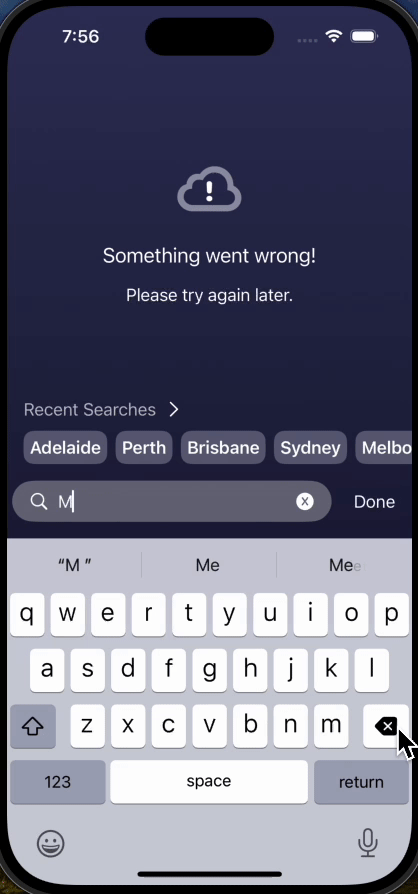 7:56
Something went wrong!
Please try again later.
Recent Searches
Adelaide Perth Brisbane Sydney Melbo
M Done
“M ” Me Mee
q w e r t y u i o p
a s d f g h j k l
z x c v b n m
123 space return